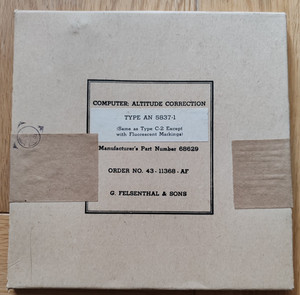 COMPUTER: ALTITUDE CORRECTION
TYPE AN 5837-1
(Same as Type C-2 Except
with Fluorescent Markings)
Manufacturer's Part Number 68629
ORDER NO. 43 - 11368 - AF
G. FELSENTHAL & SONS